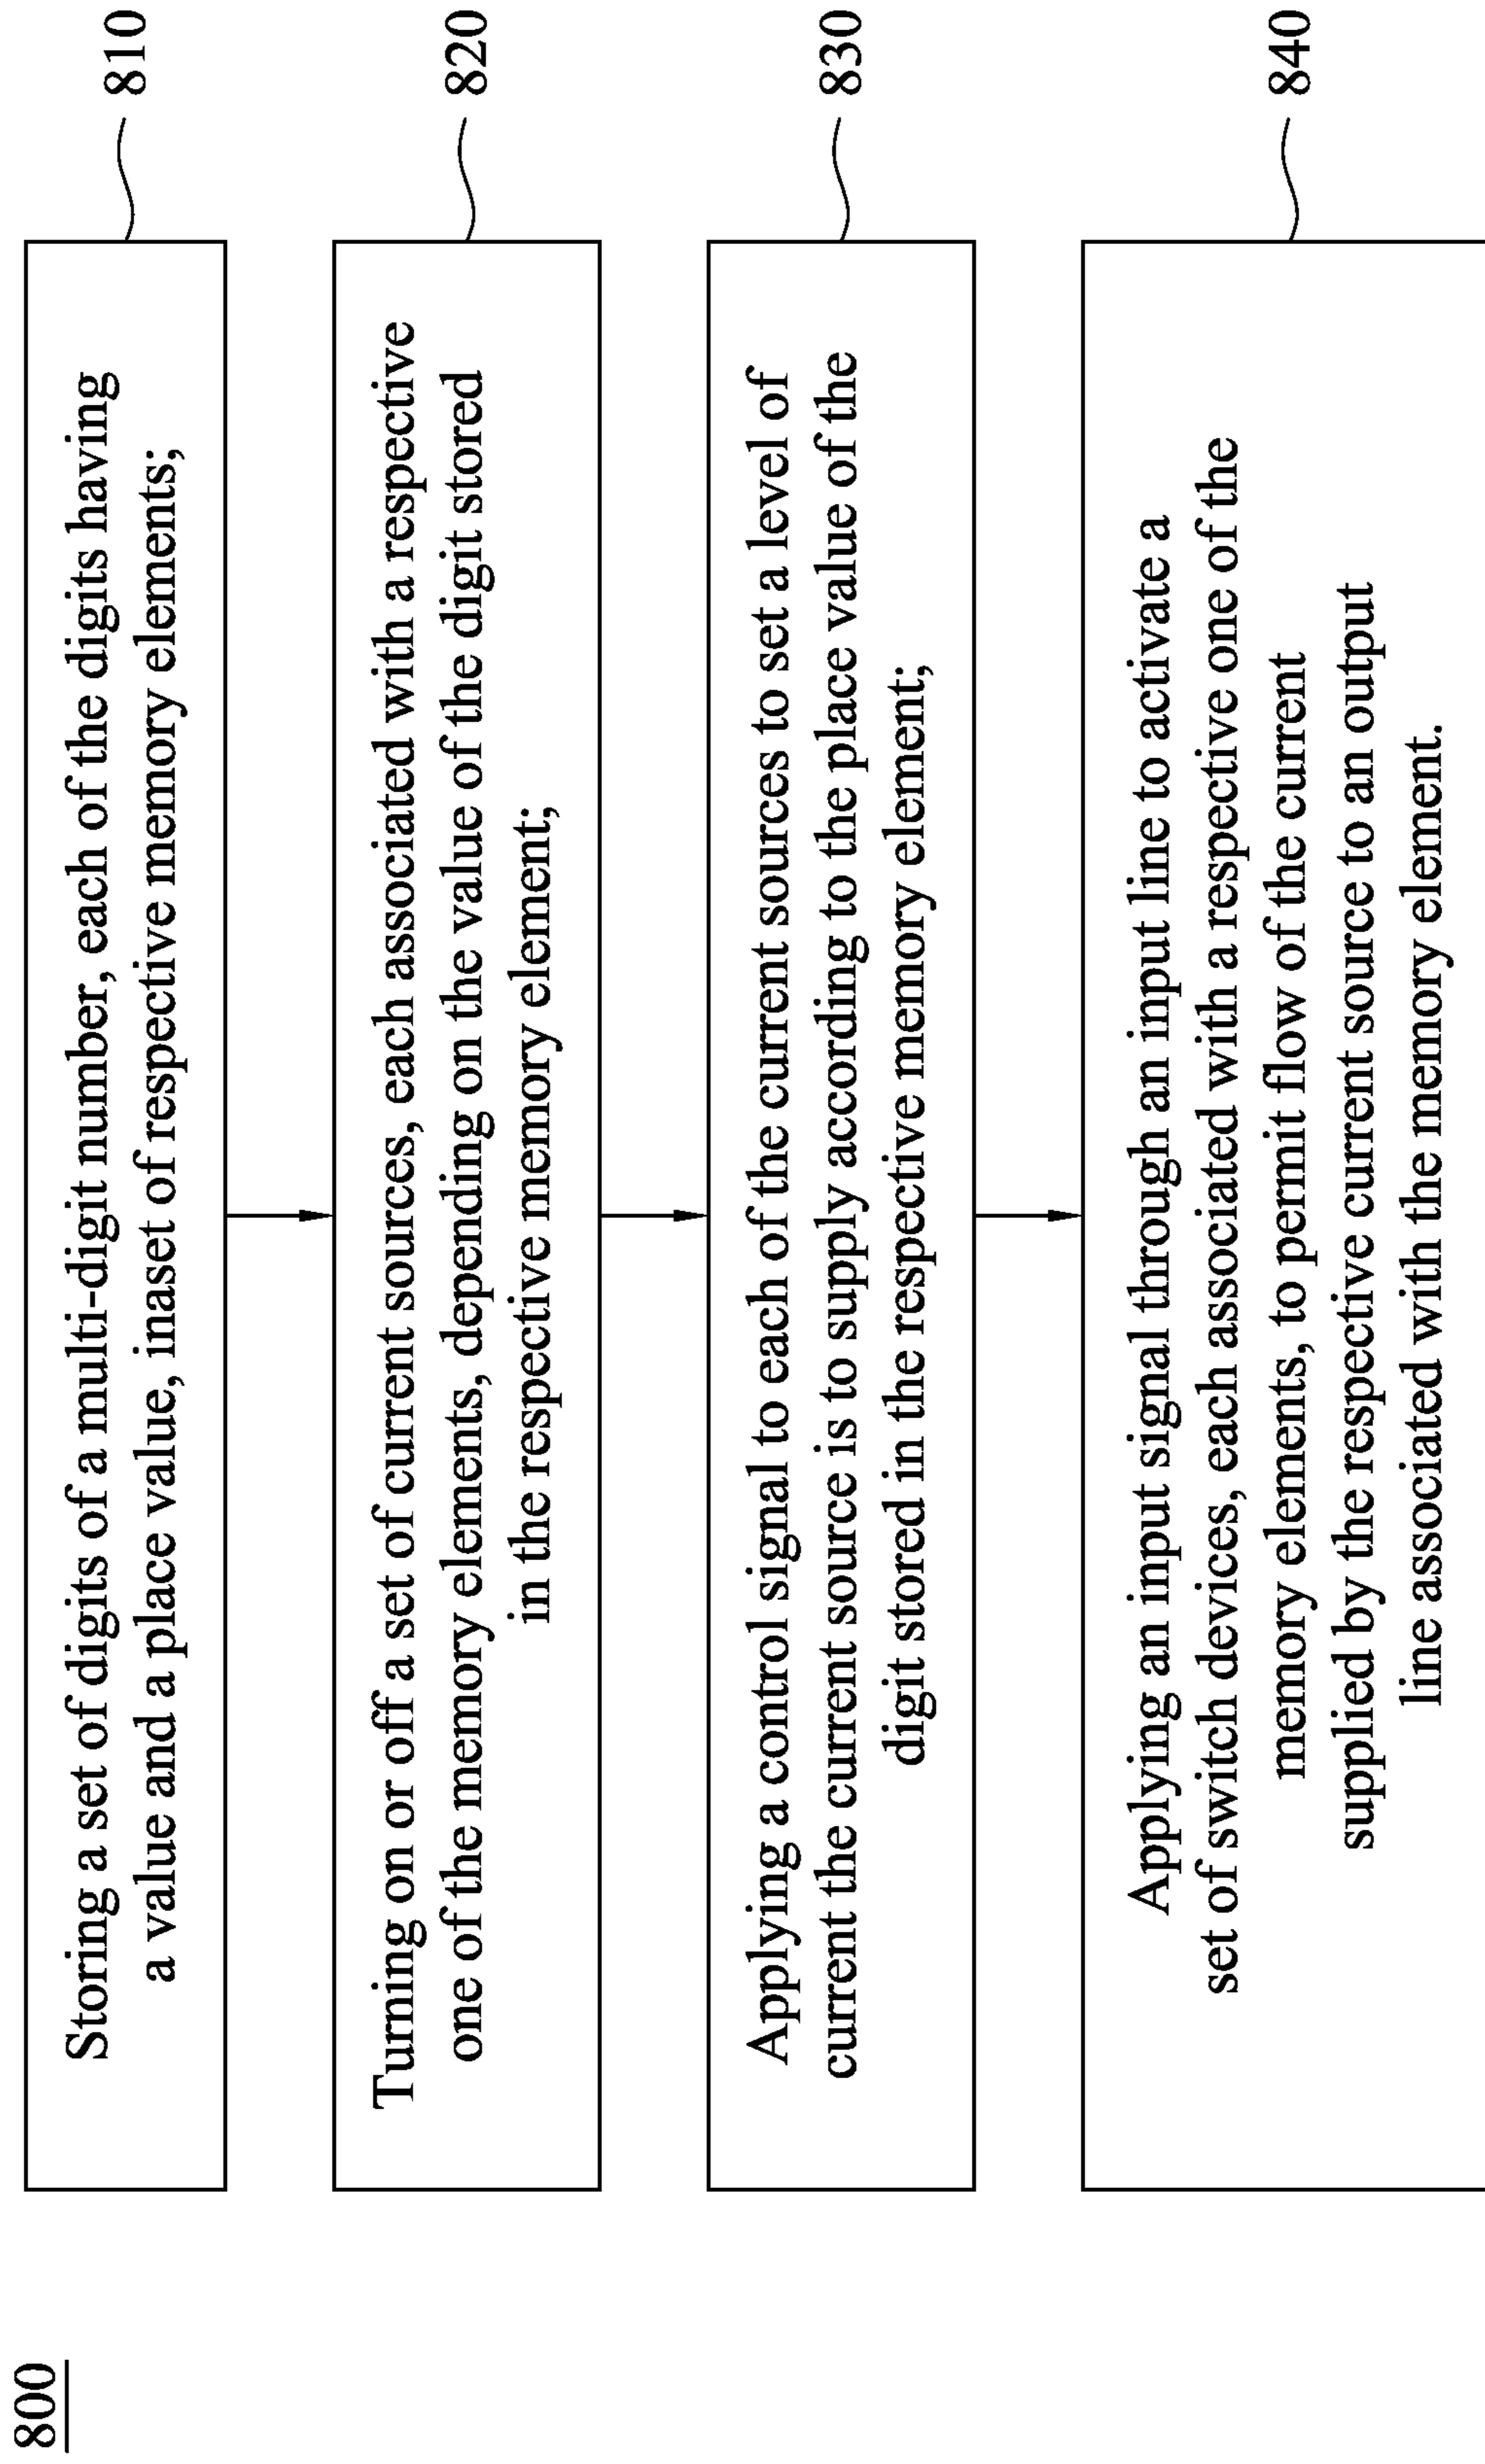 800
Storing a set of digits of a multi-digit number, each of the digits having
a value and a place value, inaset of respective memory elements;
810
Turning on or off a set of current sources, each associated with a respective
one of the memory elements, depending on the value of the digit stored
in the respective memory element;
820
Applying a control signal to each of the current sources to set a level of
current the current source is to supply according to the place value of the
digit stored in the respective memory element;
830
Applying an input signal through an input line to activate a
set of switch devices, each associated with a respective one of the
memory elements, to permit flow of the current
supplied by the respective current source to an output
line associated with the memory element.
840